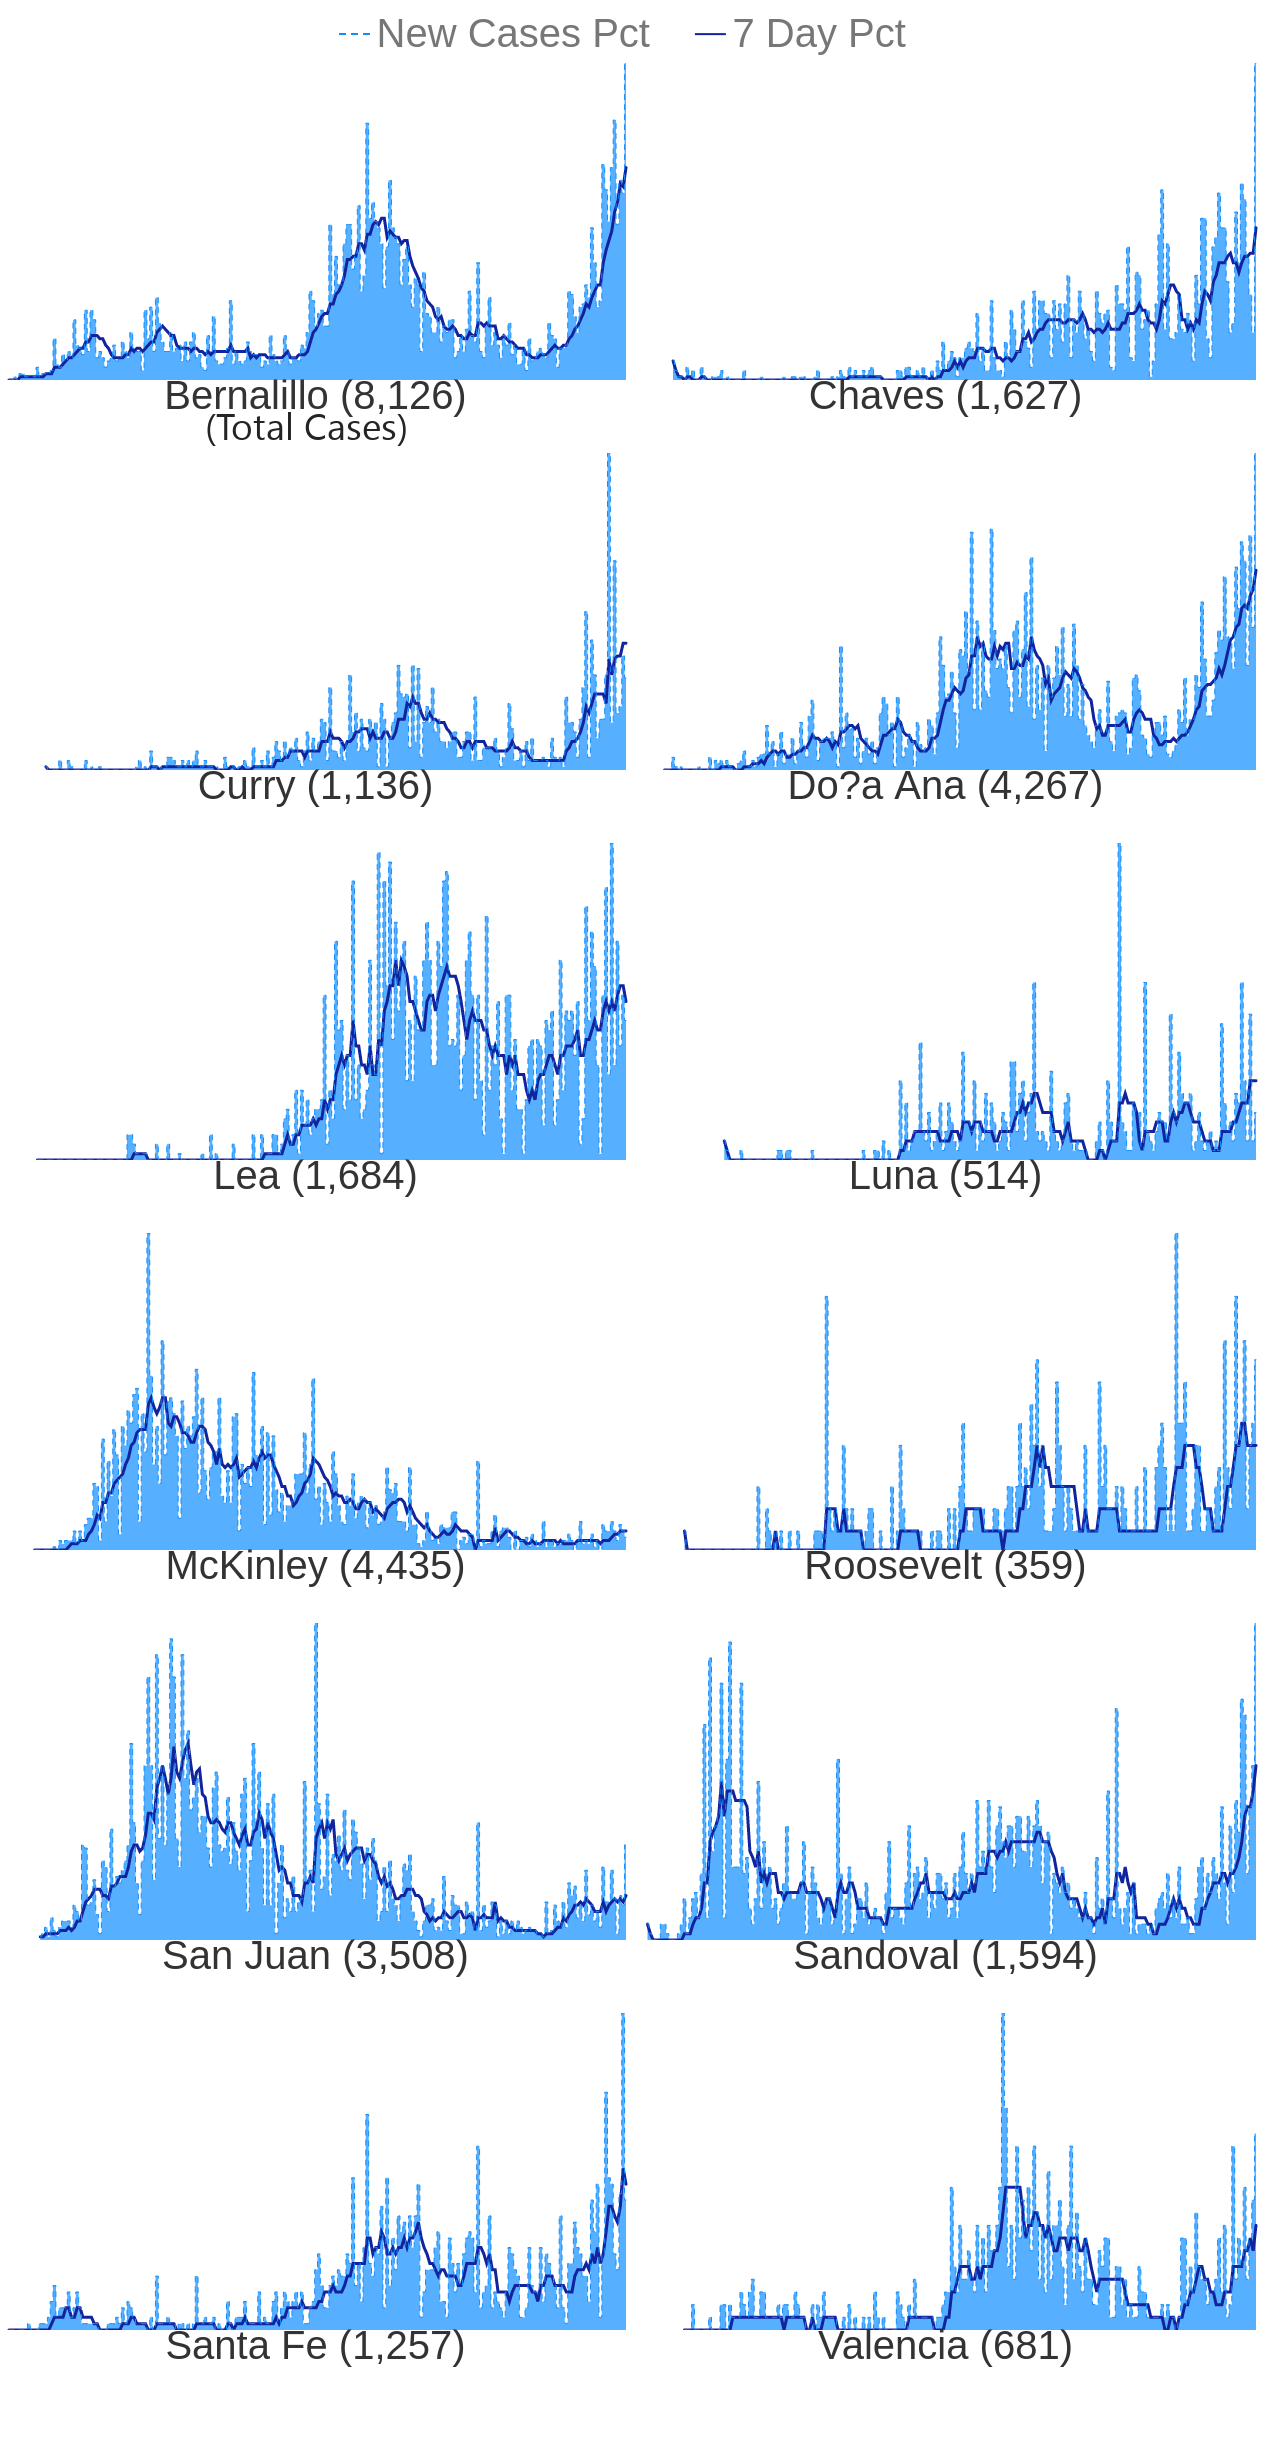 New Cases Pct 7 Day Pct
Bernalillo (8,126) Chaves (1,627)
(Total Cases)
Curry (1,136) Do?a Ana (4,267)
Lea (1,684) Luna (514)
McKinley (4,435) Roosevelt (359)
San Juan (3,508) Sandoval (1,594)
Santa Fe (1,257) Valencia (681)